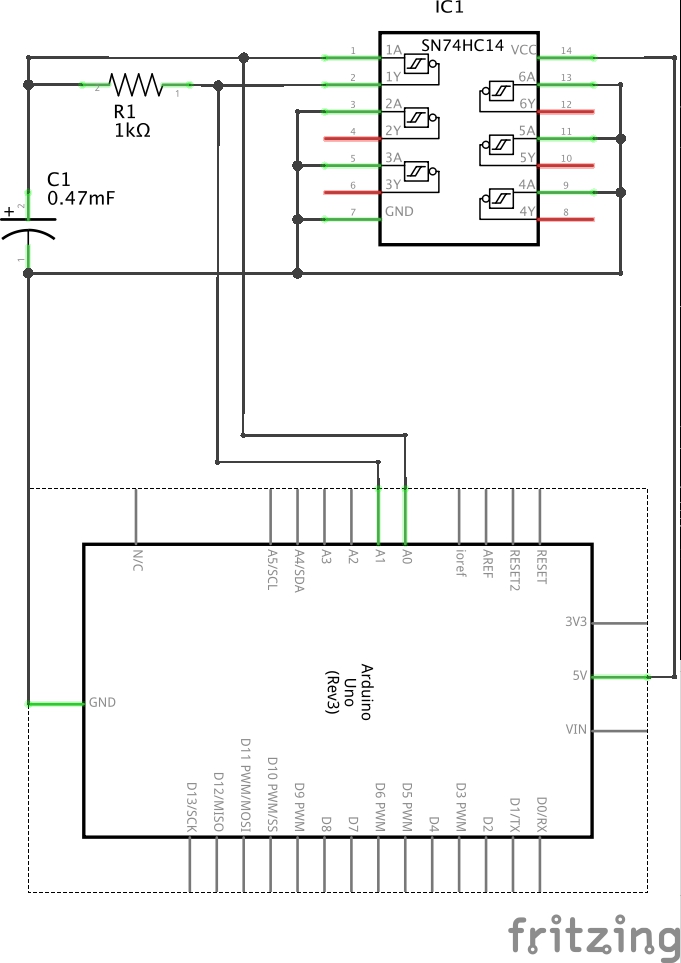 IC1
SN74HC14
1 1A VCC 14
2 1Y 6A 13
3 2A 6Y 12
4 2Y 5A 11
5 3A 5Y 10
6 3Y 4A 9
7 GND 4Y 8
2 1
R1
1kΩ
C1
0.47mF
+ 2
1
N/C
A5/SCL
A4/SDA
A3
A2
A1
A0
ioref
AREF
RESET2
RESET
3V3
5V
VIN
GND
Arduino
Uno
(Rev3)
D13/SCK
D12/MISO
D11 PWM/MOSI
D10 PWM/SS
D9 PWM
D8
D7
D6 PWM
D5 PWM
D4
D3 PWM
D2
D1/TX
D0/RX
fritzing